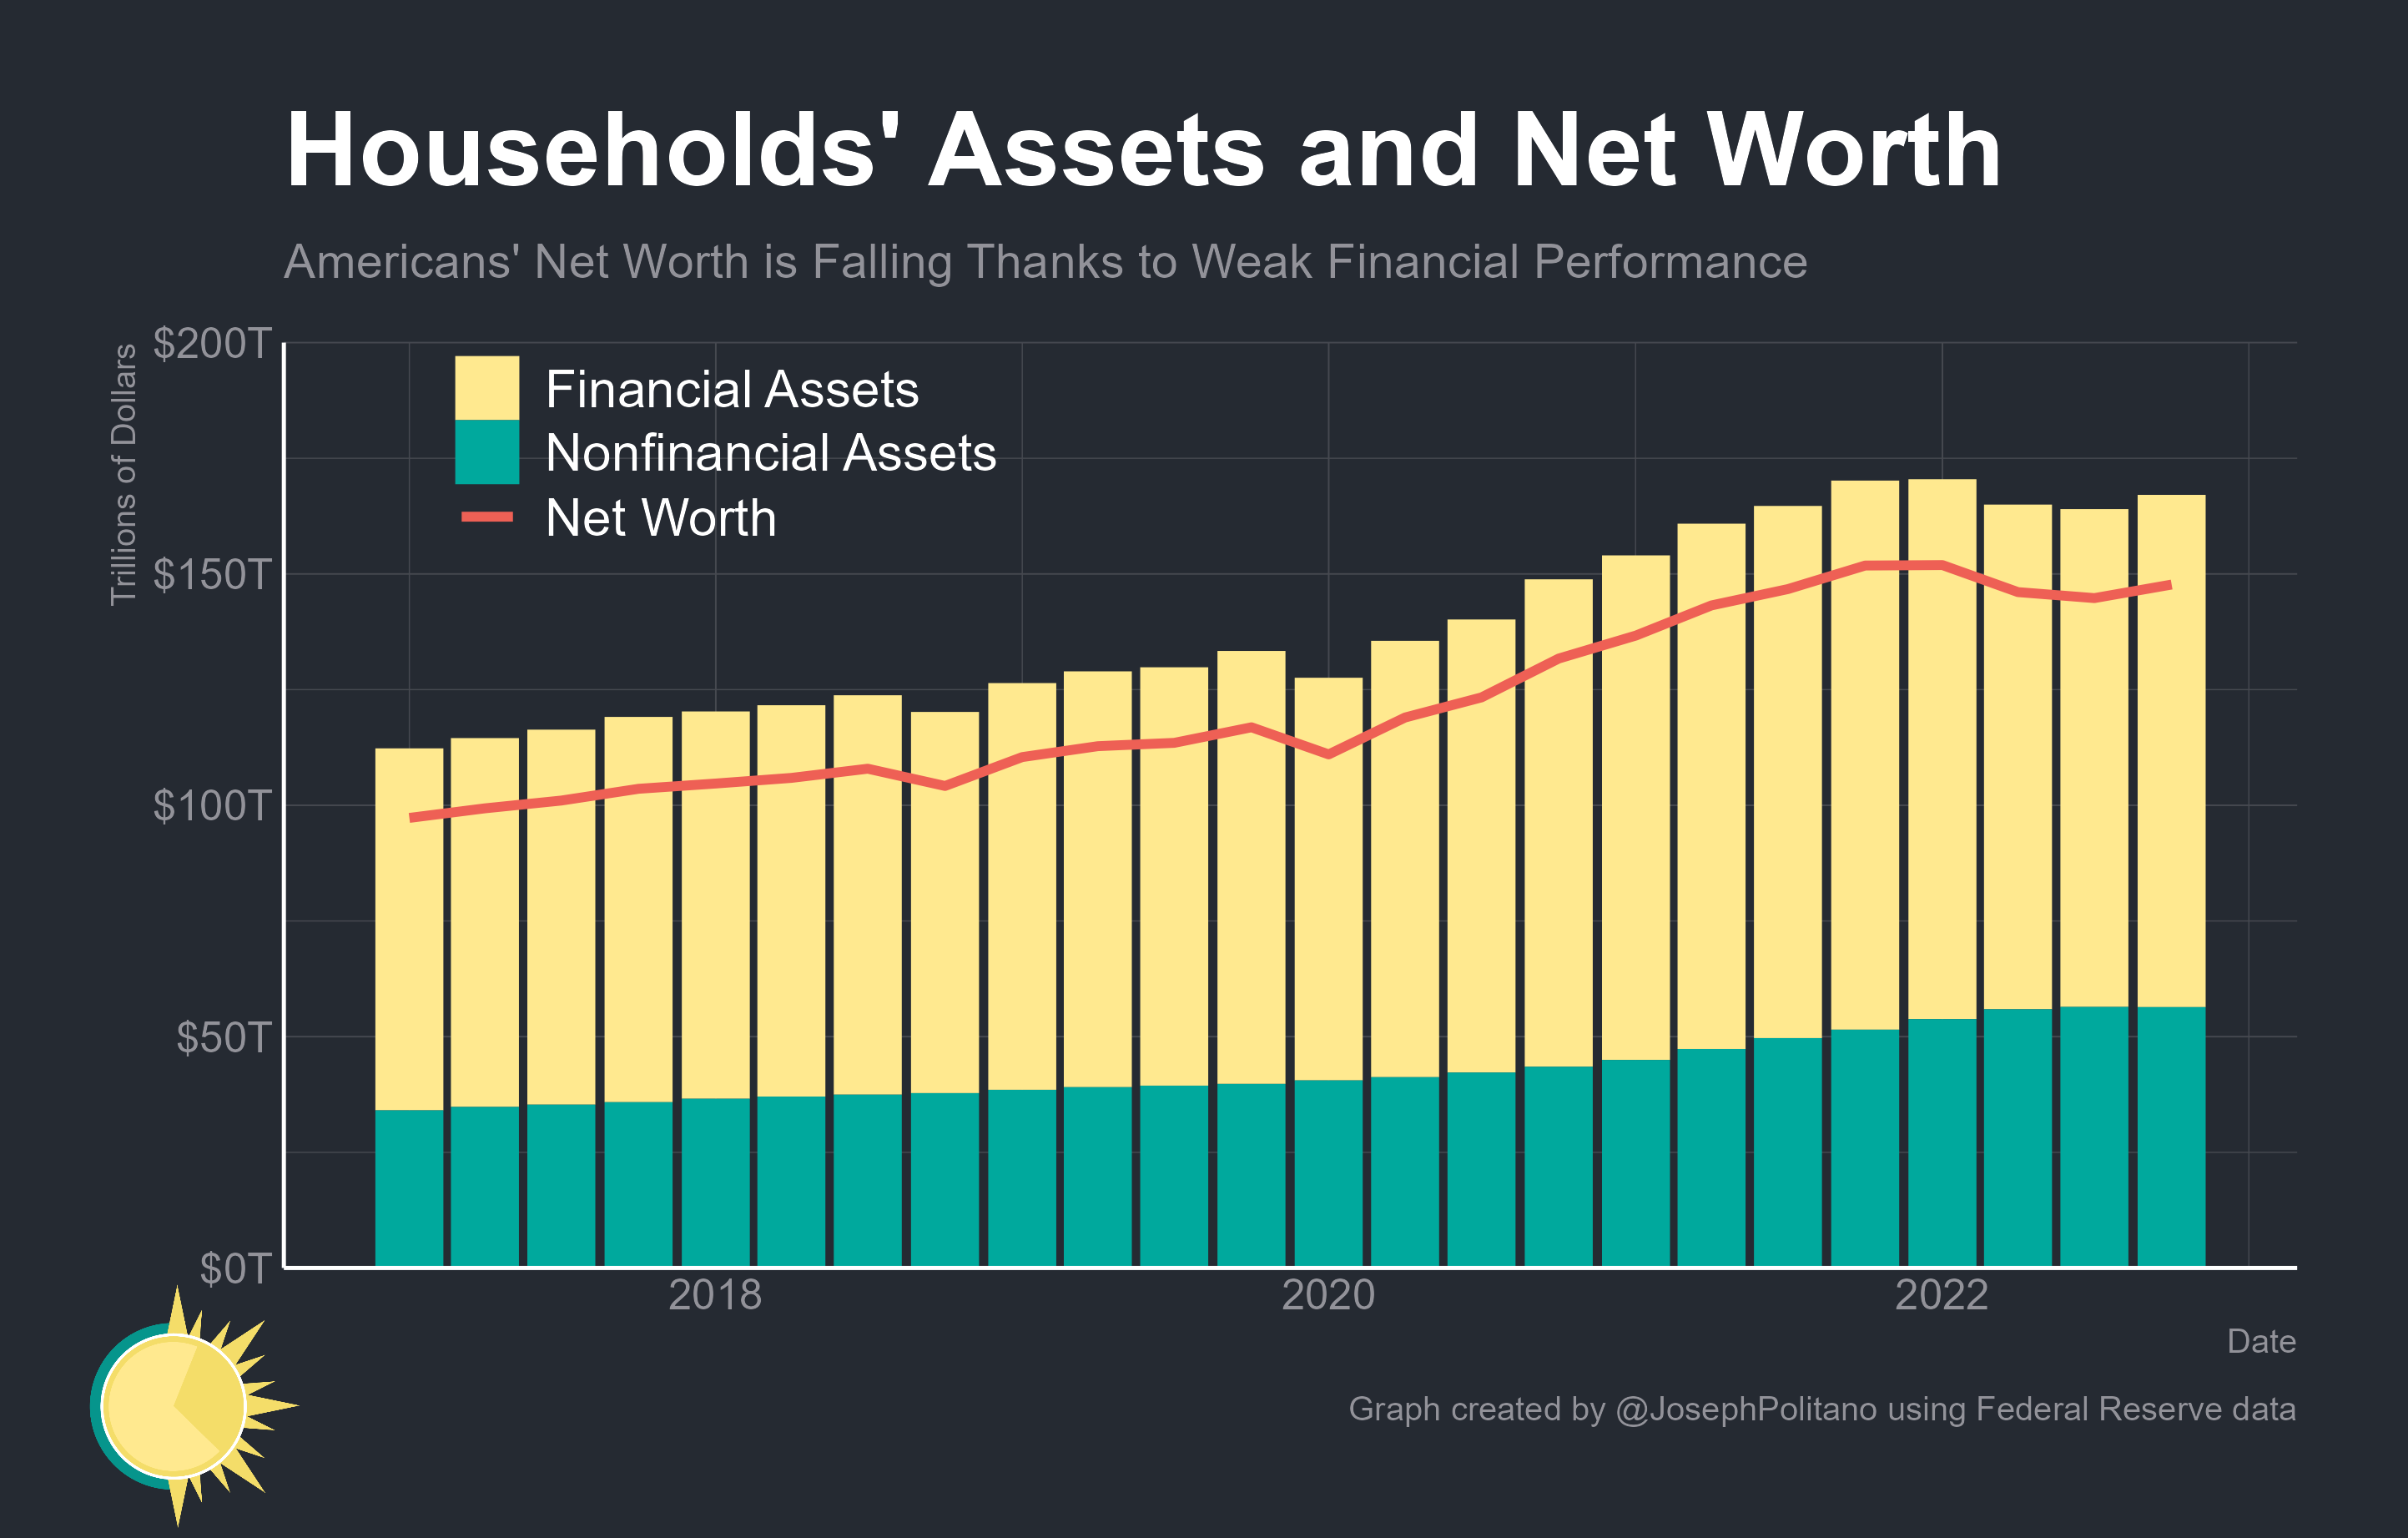 Households' Assets and Net Worth
Americans' Net Worth is Falling Thanks to Weak Financial Performance
Trillions of Dollars
$200T
$150T
$100T
$50T
$0T
Financial Assets
Nonfinancial Assets
Net Worth
2018
2020
2022
Date
Graph created by @JosephPolitano using Federal Reserve data